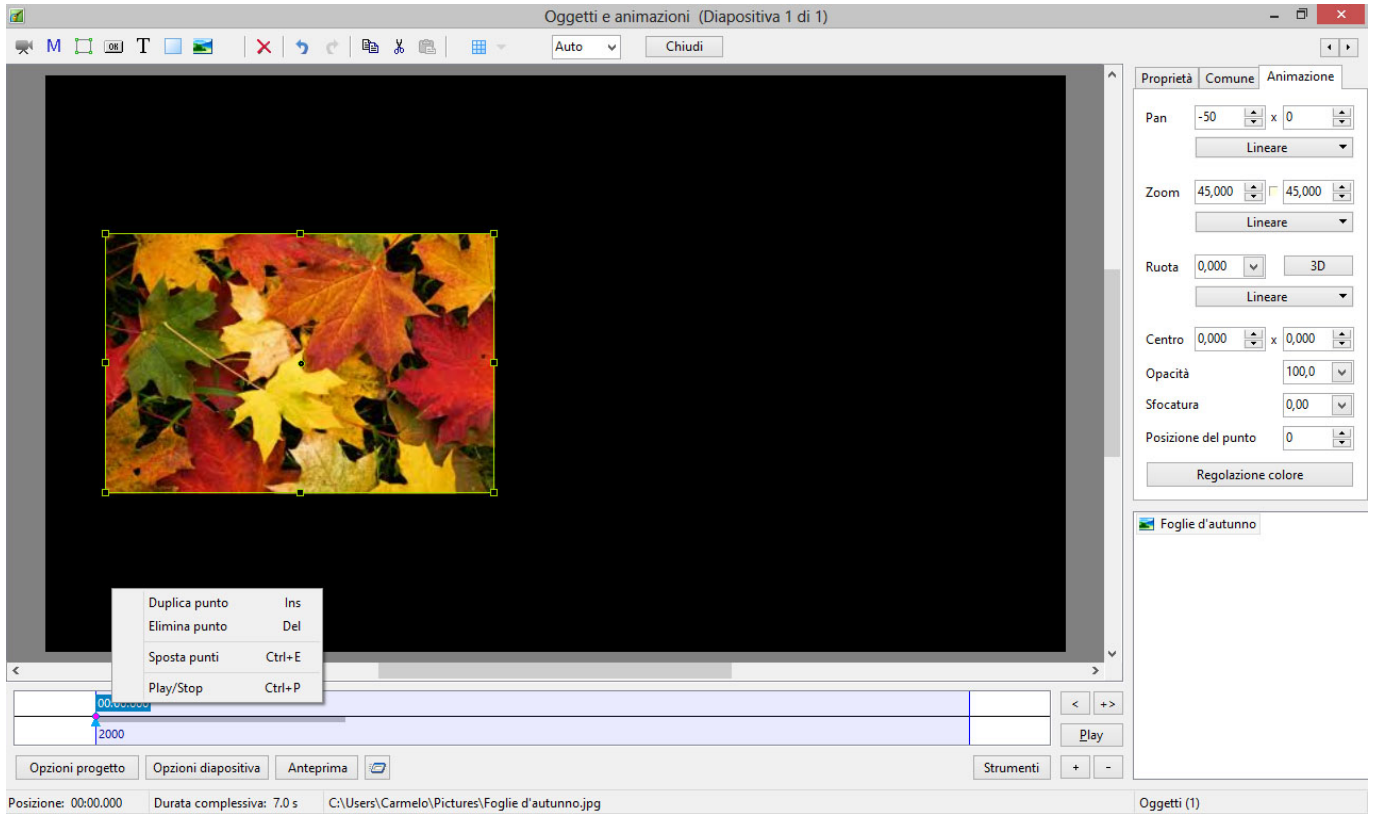 Oggetti e animazioni (Diapositiva 1 di 1)
M OK T Auto Chiudi
Proprietà Comune Animazione
Pan -50 x 0
Lineare
Zoom 45,000 45,000
Lineare
Ruota 0,000 3D
Lineare
Centro 0,000 x 0,000
Opacità 100,0
Sfocatura 0,00
Posizione del punto 0
Regolazione colore
Foglie d'autunno
Duplica punto Ins
Elimina punto Del
Sposta punti Ctrl+E
Play/Stop Ctrl+P
00:00.000
2000
< +>
Play
Opzioni progetto Opzioni diapositiva Anteprima Strumenti + -
Posizione: 00:00.000 Durata complessiva: 7.0 s C:\Users\Carmelo\Pictures\Foglie d'autunno.jpg Oggetti (1)